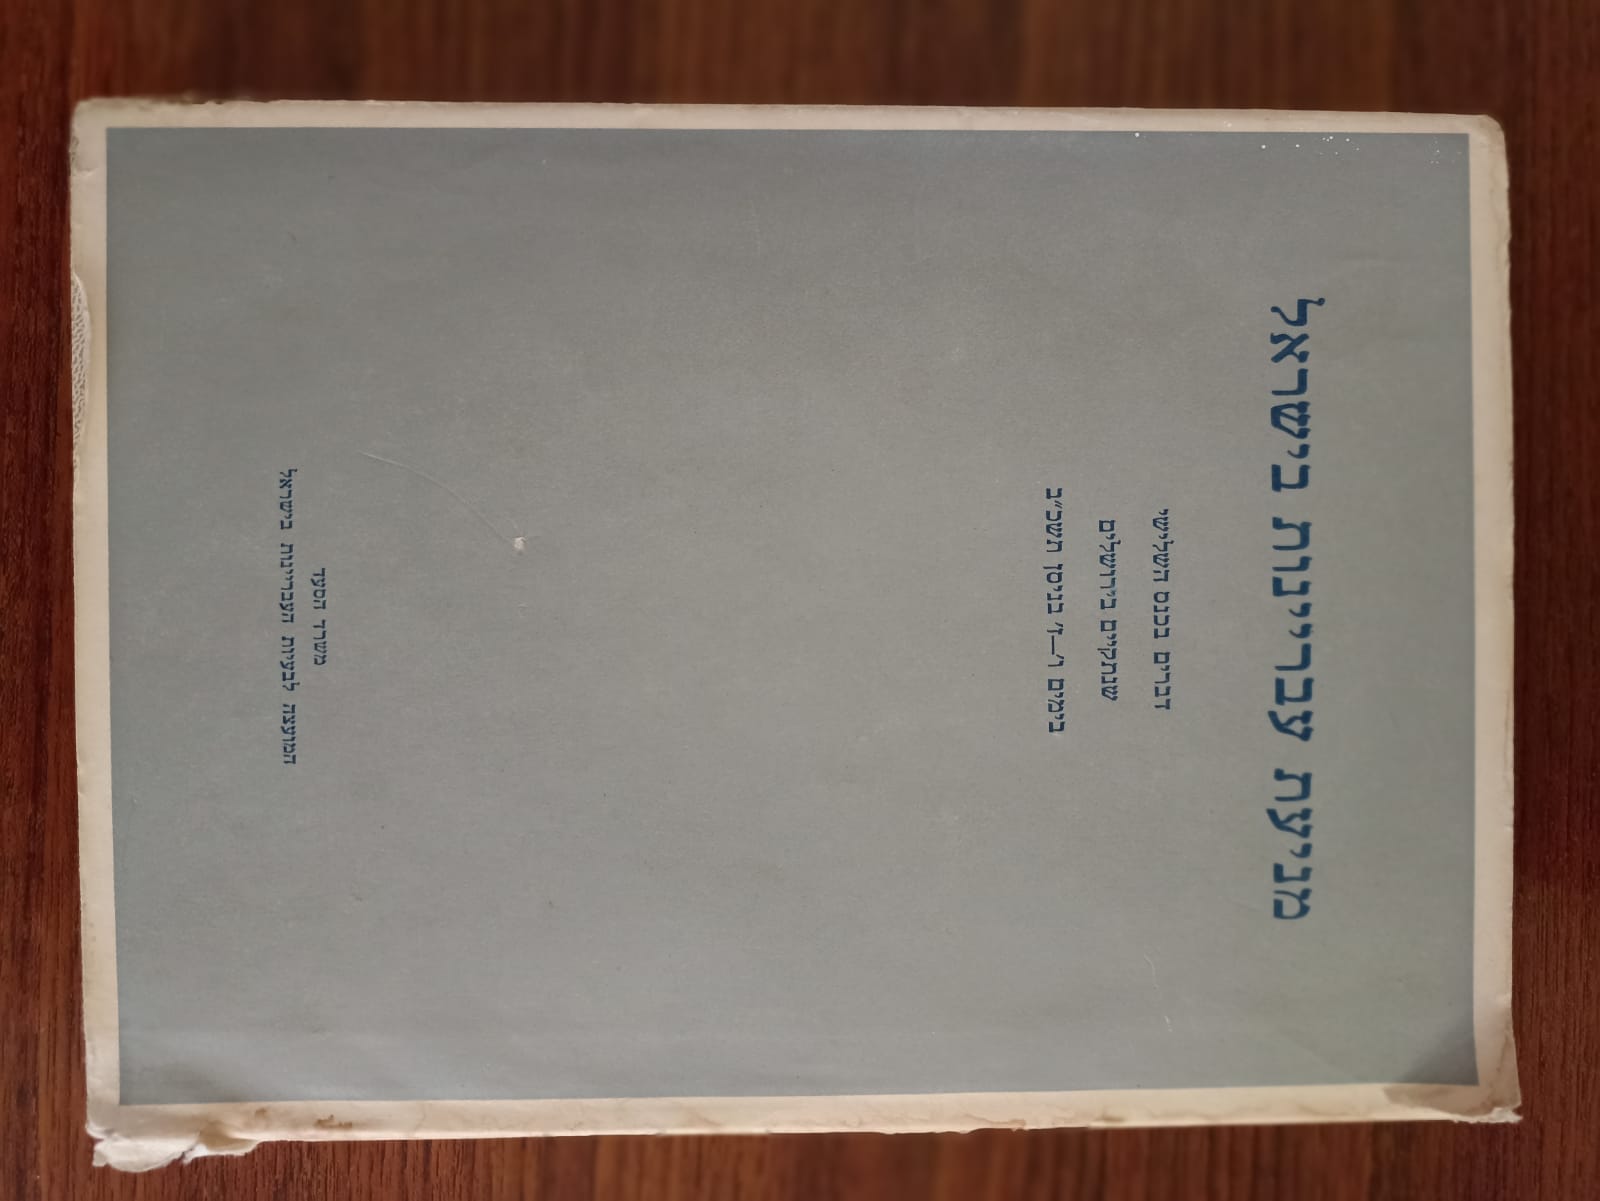 מניעת עבריינות בישראל
דברים בכנס השלישי
שנתקיים בירושלים
בימים ו׳—ז׳ בניסן תשכ״ב
משרד הסעד
המועצה לבעיות העבריינות בישראל